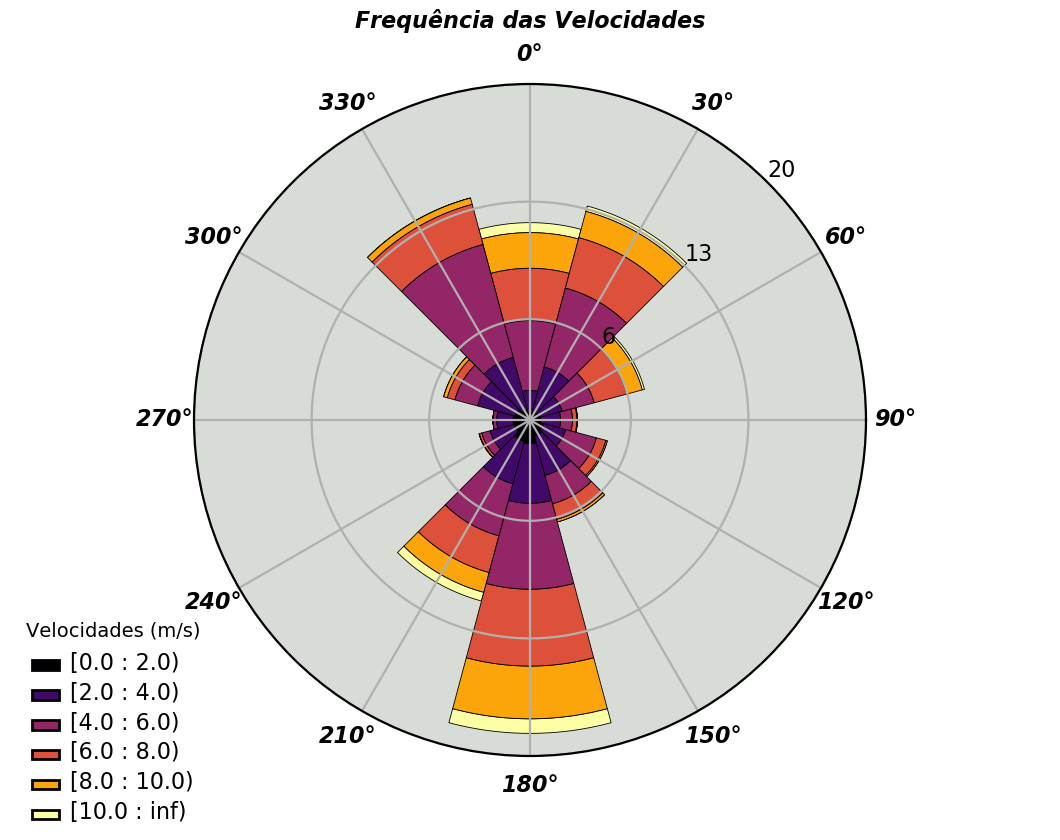 Frequência das Velocidades
0°
330°
30°
20
300°
60°
13
6
270°
90°
240°
120°
210°
150°
180°
Velocidades (m/s)
[0.0 : 2.0)
[2.0 : 4.0)
[4.0 : 6.0)
[6.0 : 8.0)
[8.0 : 10.0)
[10.0 : inf)